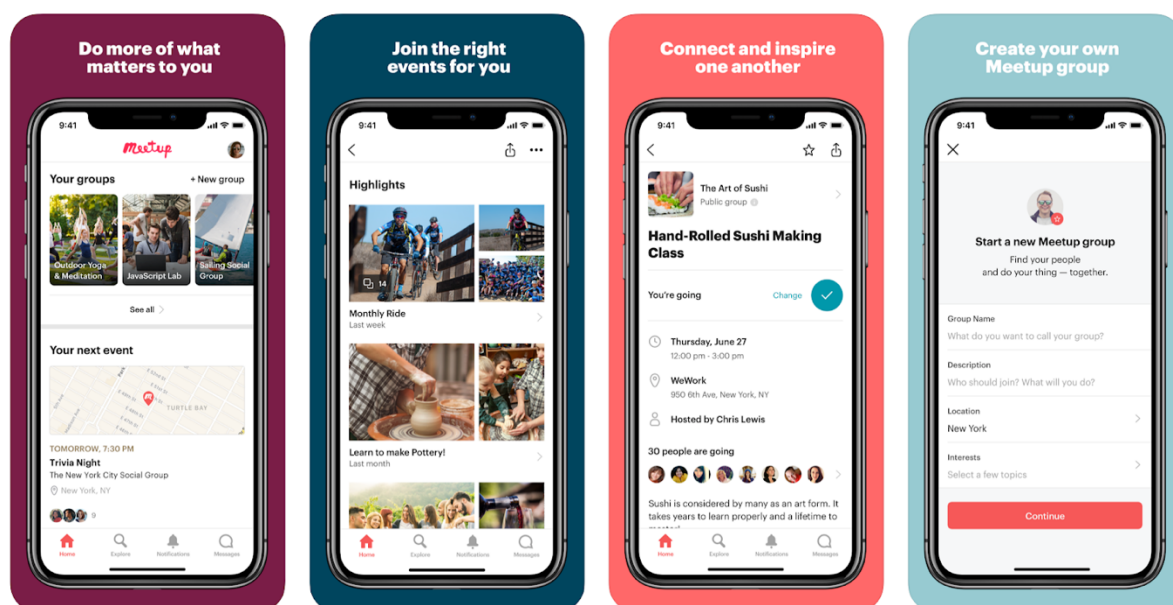 Do more of what
matters to you
9:41
Meetup
Your groups
+ New group
Outdoor Yoga
& Meditation
JavaScript Lab
Sailing Social
Group
See all
Your next event
TURTLE BAY
TOMORROW, 7:30 PM
Trivia Night
The New York City Social Group
New York, NY
9
Home
Explore
Notifications
Messages
Join the right
events for you
9:41
Highlights
14
Monthly Ride
Last week
Learn to make Pottery!
Last month
Home
Explore
Notifications
Messages
Connect and inspire
one another
9:41
The Art of Sushi
Public group
Hand-Rolled Sushi Making
Class
You're going
Change
Thursday, June 27
12:00 pm - 3:00 pm
WeWork
950 6th Ave, New York, NY
Hosted by Chris Lewis
30 people are going
Sushi is considered by many as an art form. It
takes years to learn properly and a lifetime to
Home
Explore
Notifications
Messages
Create your own
Meetup group
9:41
Start a new Meetup group
Find your people
and do your thing — together.
Group Name
What do you want to call your group?
Description
Who should join? What will you do?
Location
New York
Interests
Select a few topics
Continue